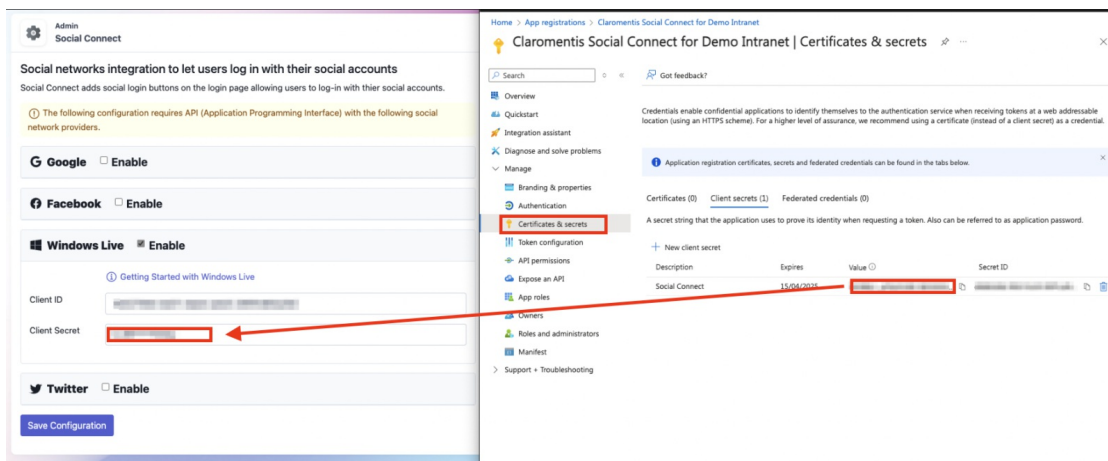 Admin
Social Connect
Social networks integration to let users log in with their social accounts
Social Connect adds social login buttons on the login page allowing users to log-in with thier social accounts.
The following configuration requires API (Application Programming Interface) with the following social
network providers.
Google Enable
Facebook Enable
Windows Live Enable
Getting Started with Windows Live
Client ID
Client Secret
Twitter Enable
Save Configuration
Home > App registrations > Claromentis Social Connect for Demo Intranet
Claromentis Social Connect for Demo Intranet | Certificates & secrets
Search
Got feedback?
Overview
Quickstart
Integration assistant
Diagnose and solve problems
Manage
Branding & properties
Authentication
Certificates & secrets
Token configuration
API permissions
Expose an API
App roles
Owners
Roles and administrators
Manifest
Support + Troubleshooting
Credentials enable confidential applications to identify themselves to the authentication service when receiving tokens at a web addressable
location (using an HTTPS scheme). For a higher level of assurance, we recommend using a certificate (instead of a client secret) as a credential.
Application registration certificates, secrets and federated credentials can be found in the tabs below.
Certificates (0) Client secrets (1) Federated credentials (0)
A secret string that the application uses to prove its identity when requesting a token. Also can be referred to as application password.
New client secret
Description Expires Value Secret ID
Social Connect 15/04/2025